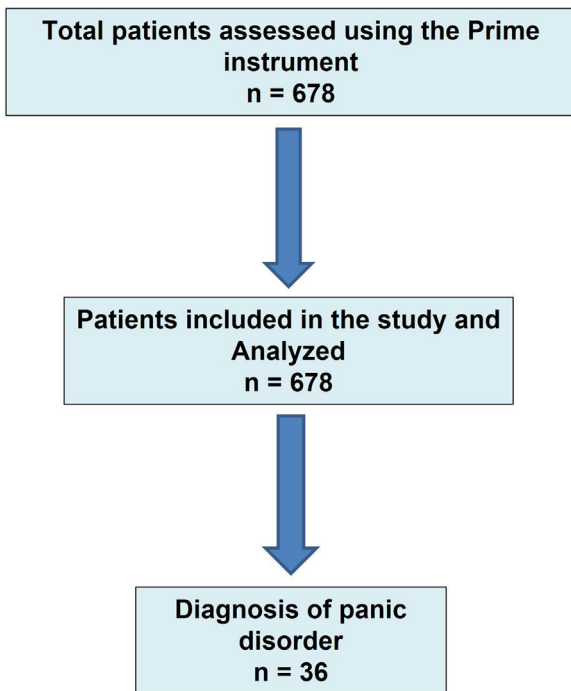 Total patients assessed using the Prime
instrument
n = 678
Patients included in the study and
Analyzed
n = 678
Diagnosis of panic
disorder
n = 36